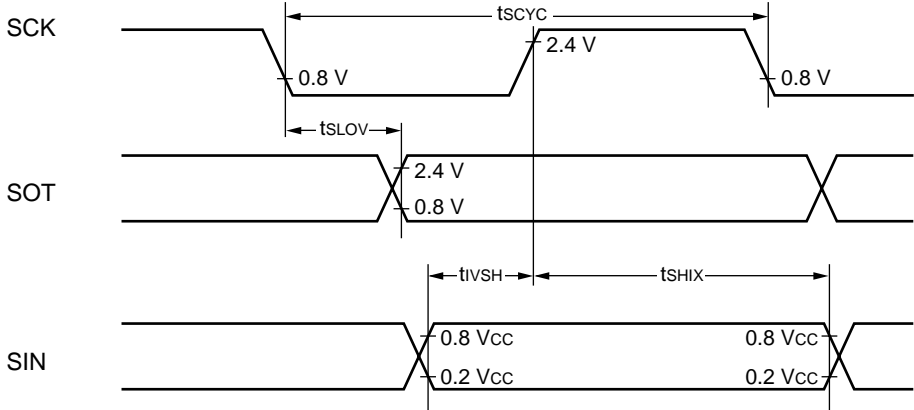 tSCYC
SCK
2.4 V
0.8 V 0.8 V
tSLOV
2.4 V
SOT
0.8 V
tIVSH tSHIX
0.8 VCC 0.8 VCC
SIN
0.2 VCC 0.2 VCC